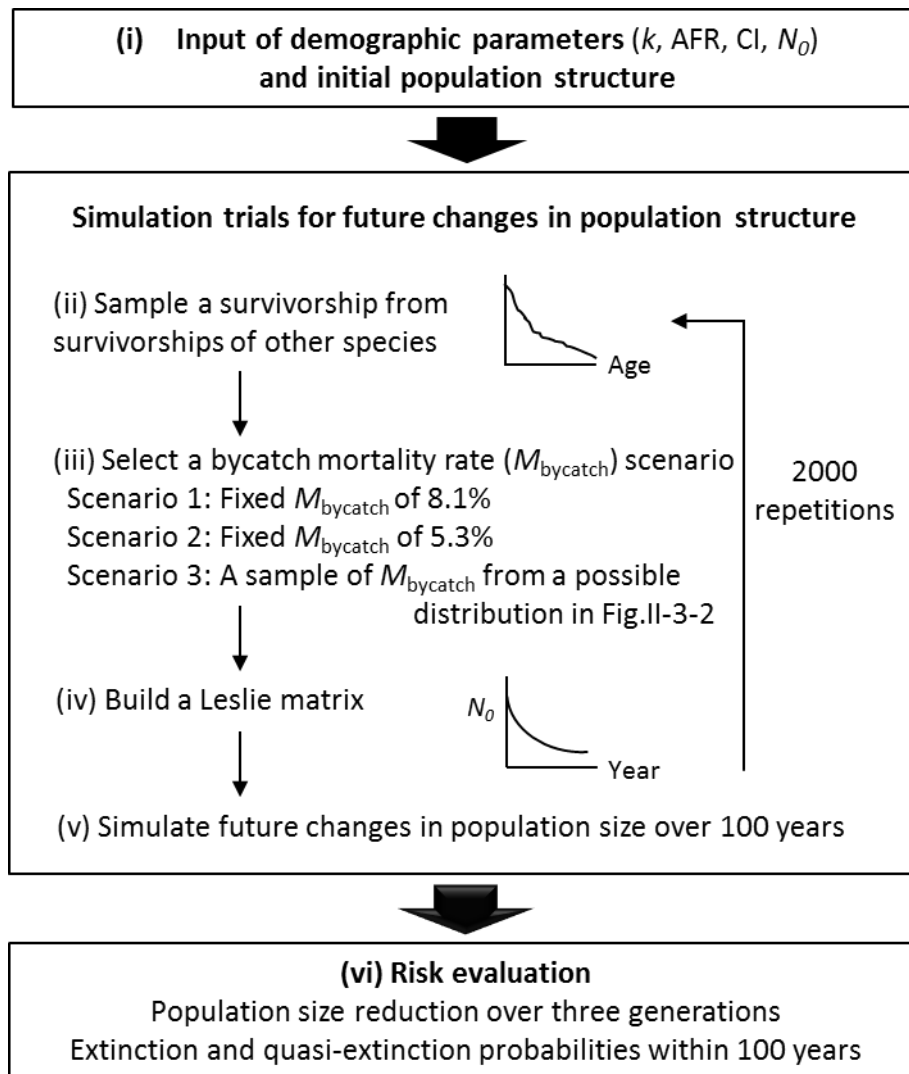 (i) Input of demographic parameters (k, AFR, CI, N0)
and initial population structure
Simulation trials for future changes in population structure
(ii) Sample a survivorship from
survivorships of other species
Age
(iii) Select a bycatch mortality rate (Mbycatch) scenario
Scenario 1: Fixed Mbycatch of 8.1%
Scenario 2: Fixed Mbycatch of 5.3%
Scenario 3: A sample of Mbycatch from a possible
distribution in Fig.II-3-2
2000
repetitions
(iv) Build a Leslie matrix
N0
Year
(v) Simulate future changes in population size over 100 years
(vi) Risk evaluation
Population size reduction over three generations
Extinction and quasi-extinction probabilities within 100 years